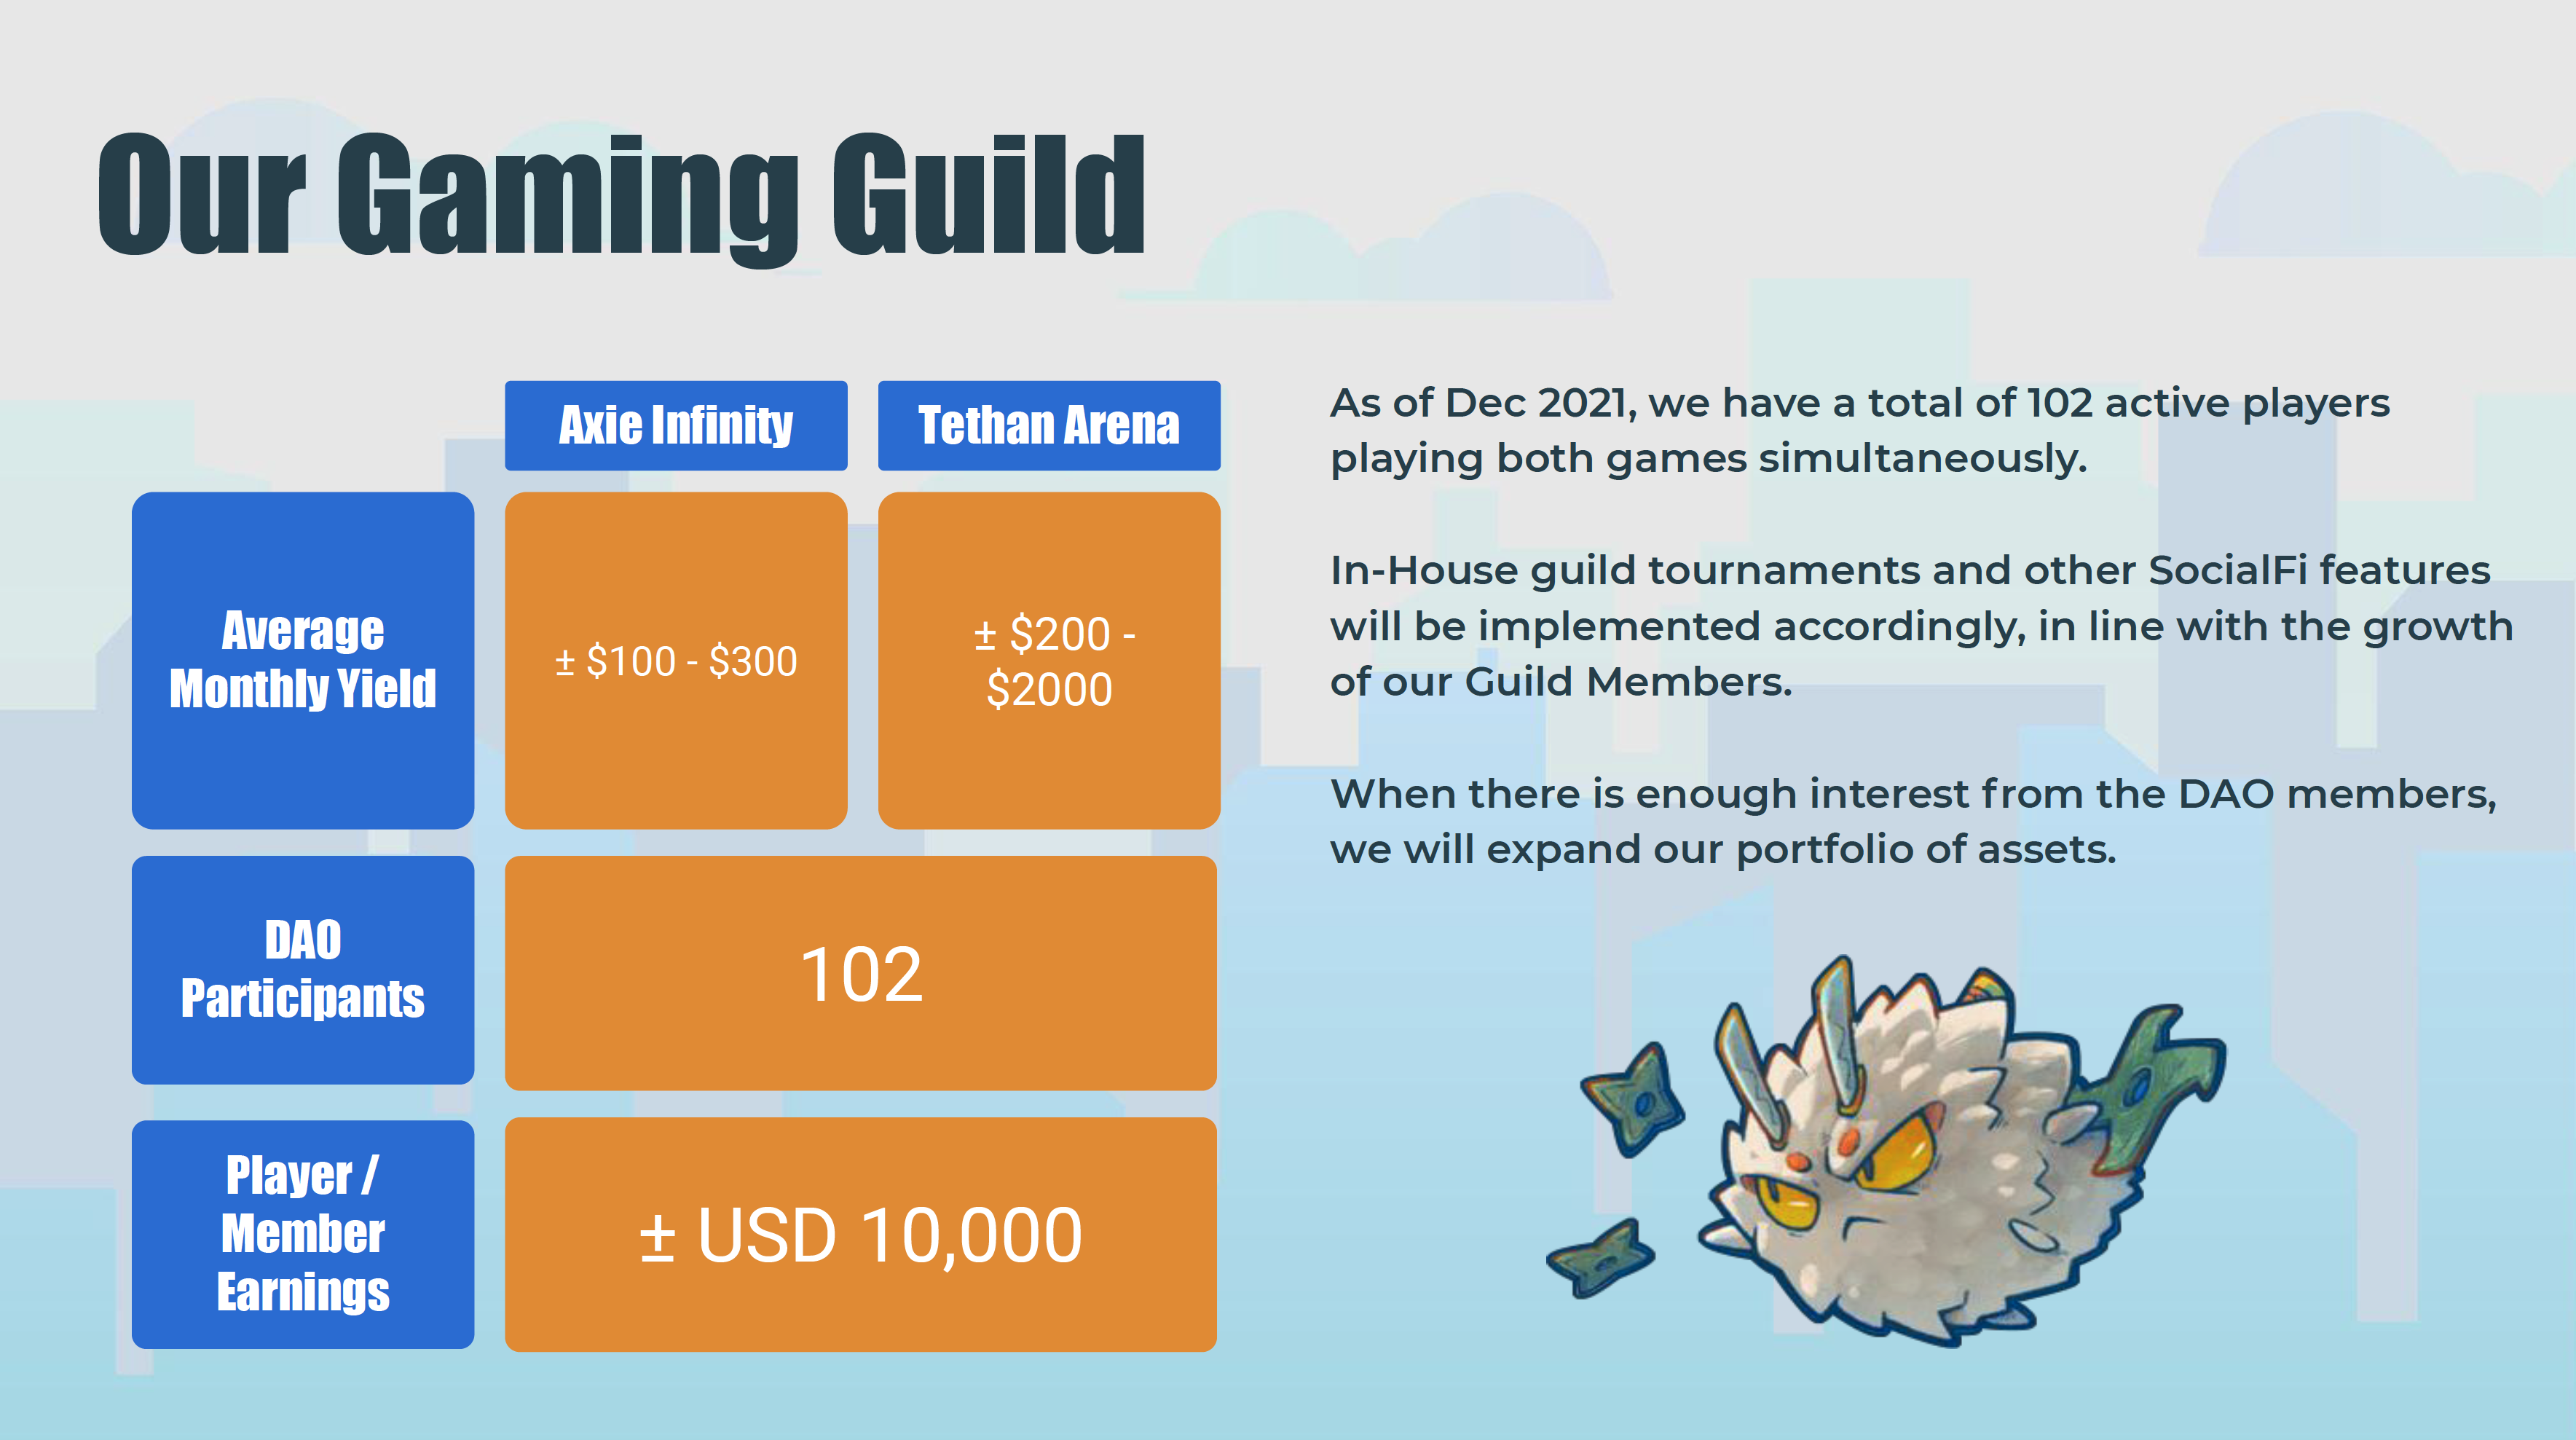 Our Gaming Guild
Axie Infinity
Tethan Arena
Average
Monthly Yield
± $100 - $300
± $200 -
$2000
DAO
Participants
102
Player /
Member
Earnings
± USD 10,000
As of Dec 2021, we have a total of 102 active players
playing both games simultaneously.
In-House guild tournaments and other SocialFi features
will be implemented accordingly, in line with the growth
of our Guild Members.
When there is enough interest from the DAO members,
we will expand our portfolio of assets.